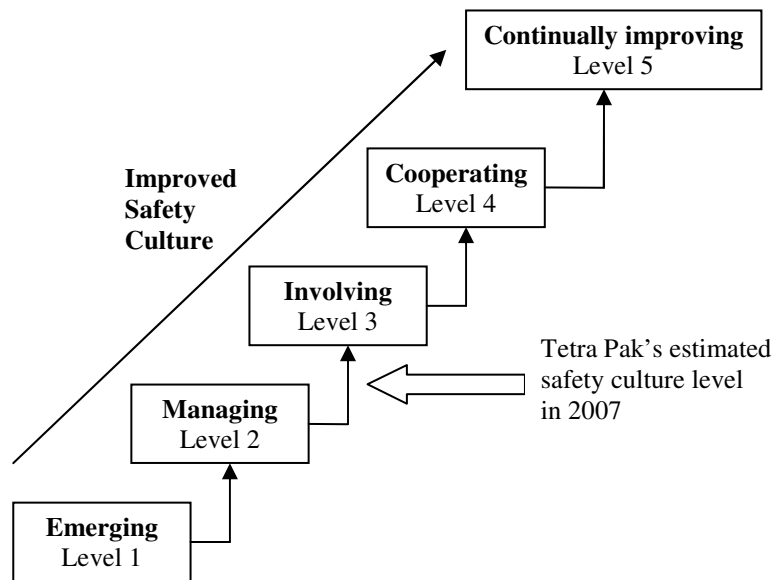 Continually improving
Level 5
Cooperating
Level 4
Improved
Safety
Culture
Involving
Level 3
Tetra Pak's estimated
safety culture level
in 2007
Managing
Level 2
Emerging
Level 1